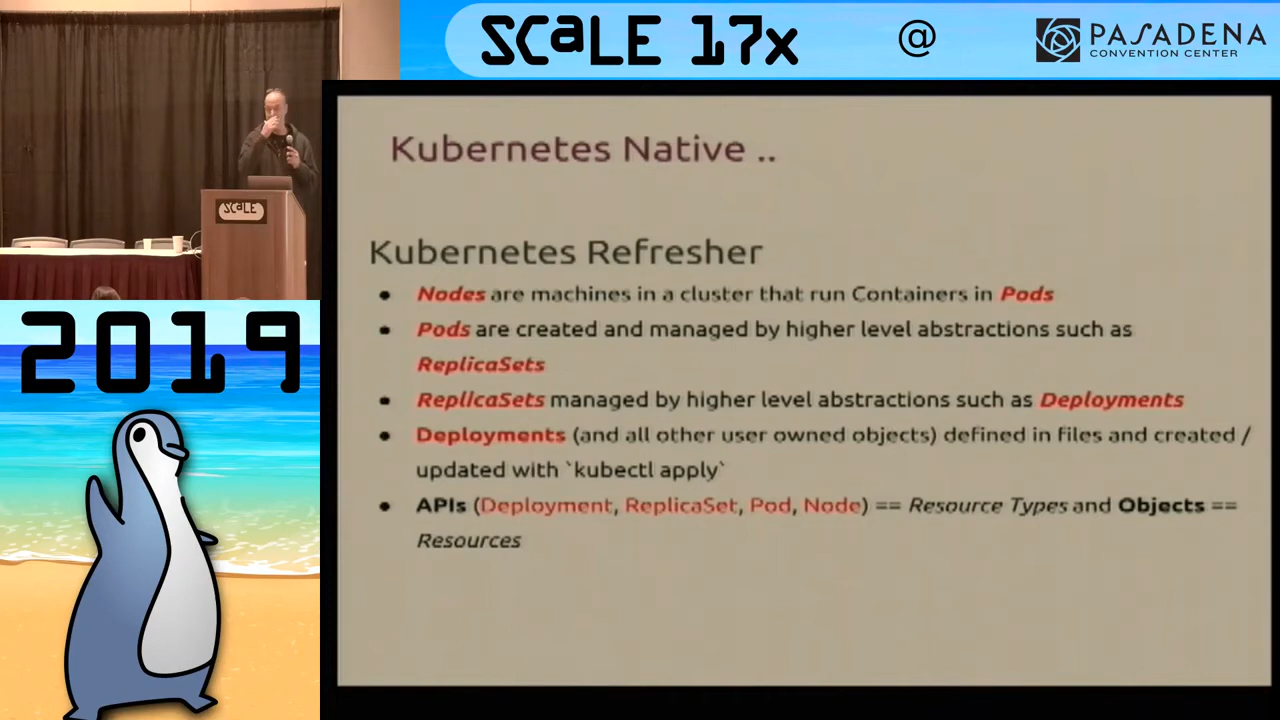 SCaLE 17x
@
PASADENA
CONVENTION CENTER
SCaLE
2019
Kubernetes Native ..
Kubernetes Refresher
● Nodes are machines in a cluster that run Containers in Pods
● Pods are created and managed by higher level abstractions such as
ReplicaSets
● ReplicaSets managed by higher level abstractions such as Deployments
● Deployments (and all other user owned objects) defined in files and created /
updated with `kubectl apply`
● APIs (Deployment, ReplicaSet, Pod, Node) == Resource Types and Objects ==
Resources